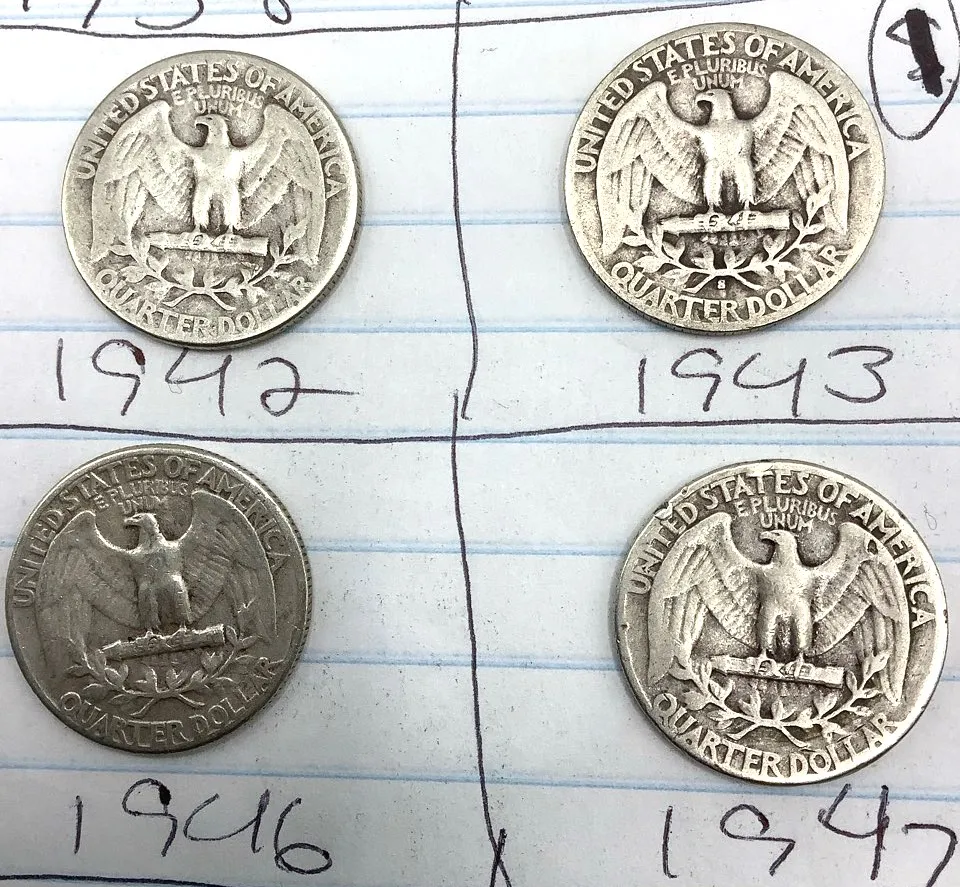 UNITED STATES OF AMERICA
E PLURIBUS
UNUM
QUARTER DOLLAR
1942
UNITED STATES OF AMERICA
E PLURIBUS
UNUM
S
QUARTER DOLLAR
1943
UNITED STATES OF AMERICA
E PLURIBUS
UNUM
QUARTER DOLLAR
1946
UNITED STATES OF AMERICA
E PLURIBUS
UNUM
QUARTER DOLLAR
1947